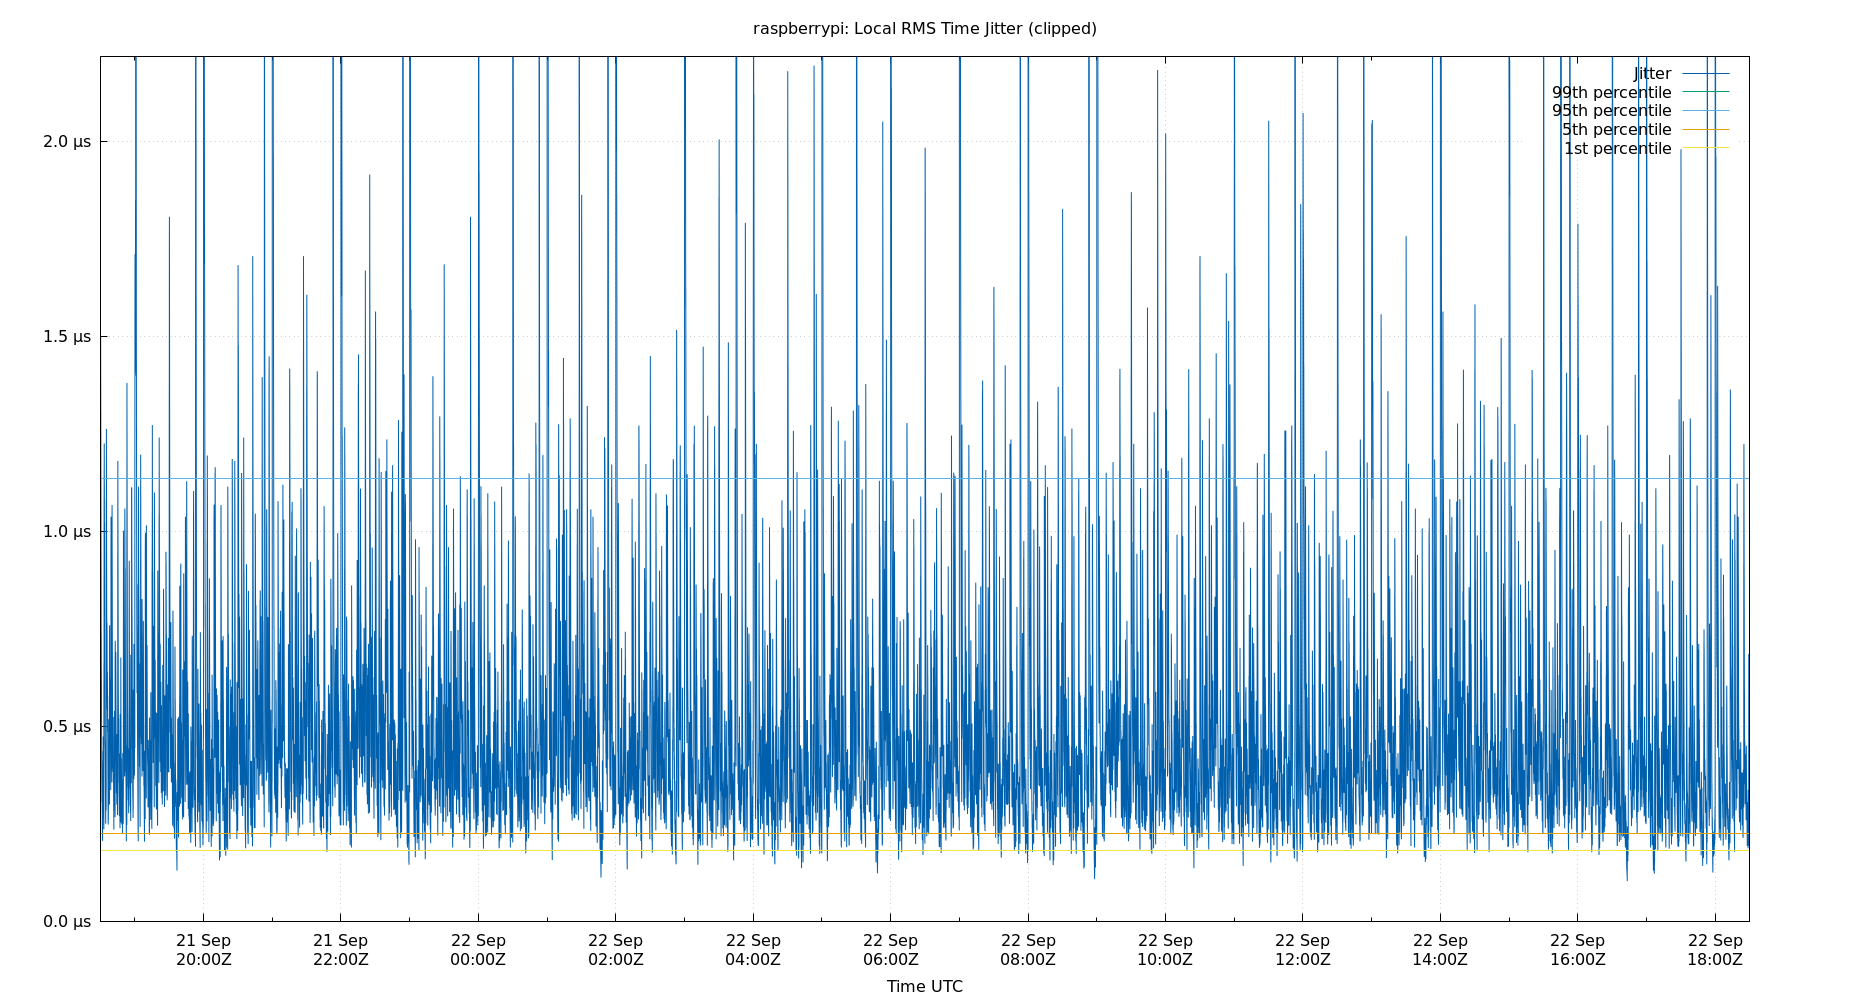 raspberrypi: Local RMS Time Jitter (clipped)
Jitter
99th percentile
95th percentile
5th percentile
1st percentile
2.0 µs
1.5 µs
1.0 µs
0.5 µs
0.0 µs
21 Sep 21 Sep 22 Sep 22 Sep 22 Sep 22 Sep 22 Sep 22 Sep 22 Sep 22 Sep 22 Sep 22 Sep
20:00Z 22:00Z 00:00Z 02:00Z 04:00Z 06:00Z 08:00Z 10:00Z 12:00Z 14:00Z 16:00Z 18:00Z
Time UTC